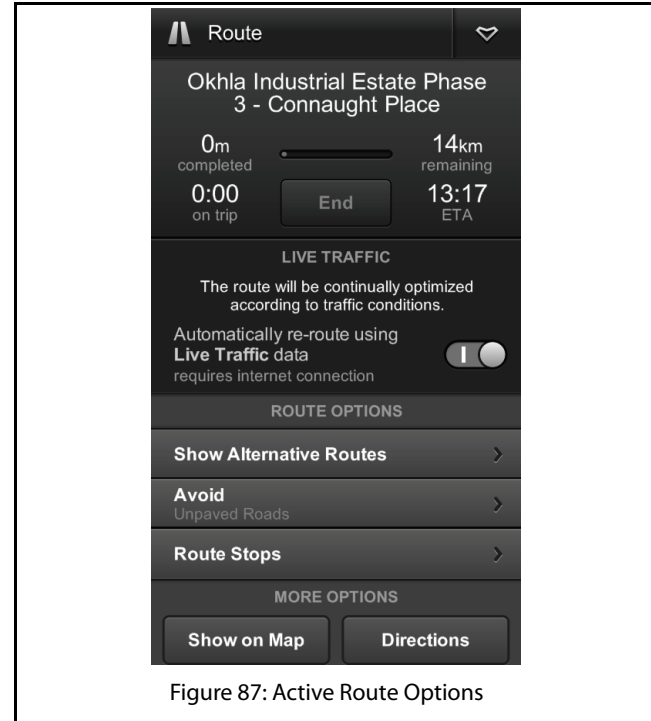 Route
Okhla Industrial Estate Phase
3 - Connaught Place
0m
completed
14km
remaining
0:00
on trip
End
13:17
ETA
LIVE TRAFFIC
The route will be continually optimized
according to traffic conditions.
Automatically re-route using
Live Traffic data
requires internet connection
ROUTE OPTIONS
Show Alternative Routes
Avoid
Unpaved Roads
Route Stops
MORE OPTIONS
Show on Map
Directions
Figure 87: Active Route Options